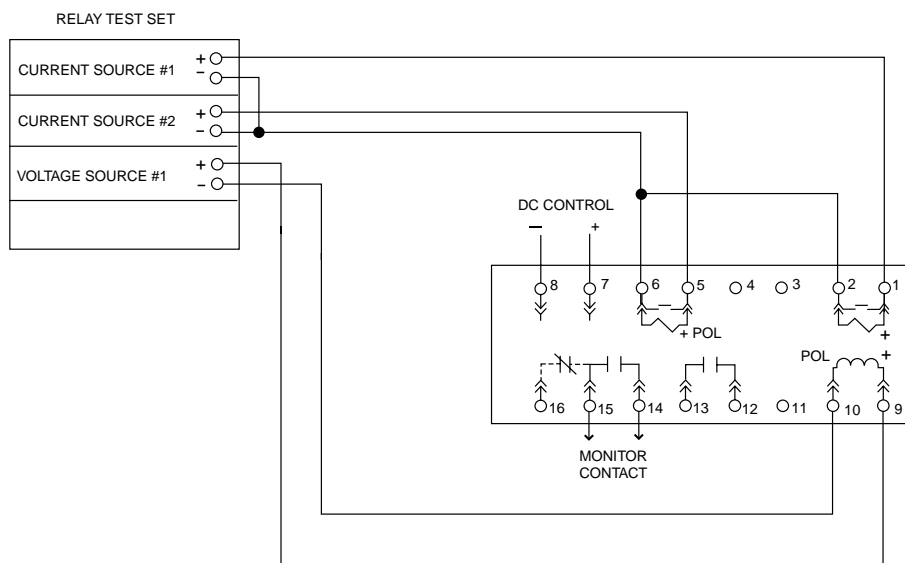 RELAY TEST SET
CURRENT SOURCE #1
+
-
CURRENT SOURCE #2
+
-
VOLTAGE SOURCE #1
+
-
DC CONTROL
- +
8 7 6 5 4 3 2 1
+ POL
+
POL +
16 15 14 13 12 11 10 9
MONITOR
CONTACT